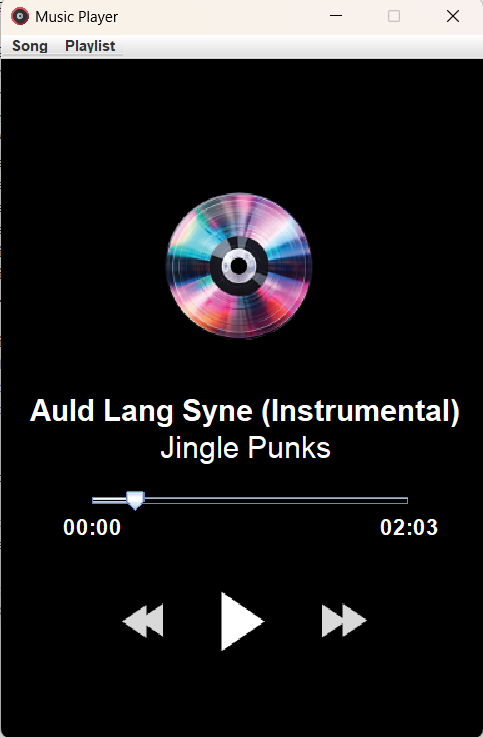 Music Player
Song Playlist
Auld Lang Syne (Instrumental)
Jingle Punks
00:00 02:03